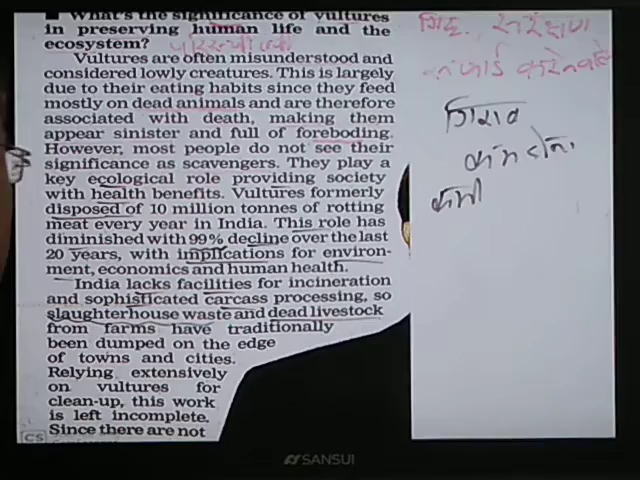 What's the significance of vultures
in preserving human life and the
ecosystem?
Vultures are often misunderstood and
considered lowly creatures. This is largely
due to their eating habits since they feed
mostly on dead animals and are therefore
associated with death, making them
appear sinister and full of foreboding.
However, most people do not see their
significance as scavengers. They play a
key ecological role providing society
with health benefits. Vultures formerly
disposed of 10 million tonnes of rotting
meat every year in India. This role has
diminished with 99% decline over the last
20 years, with implications for environ-
ment, economics and human health.
India lacks facilities for incineration
and sophisticated carcass processing, so
slaughterhouse waste and dead livestock
from farms have traditionally
been dumped on the edge
of towns and cities.
Relying extensively
on vultures for
clean-up, this work
is left incomplete.
Since there are not
संरक्षण
गिराव
कम होना
कमी
CS
SANSUI